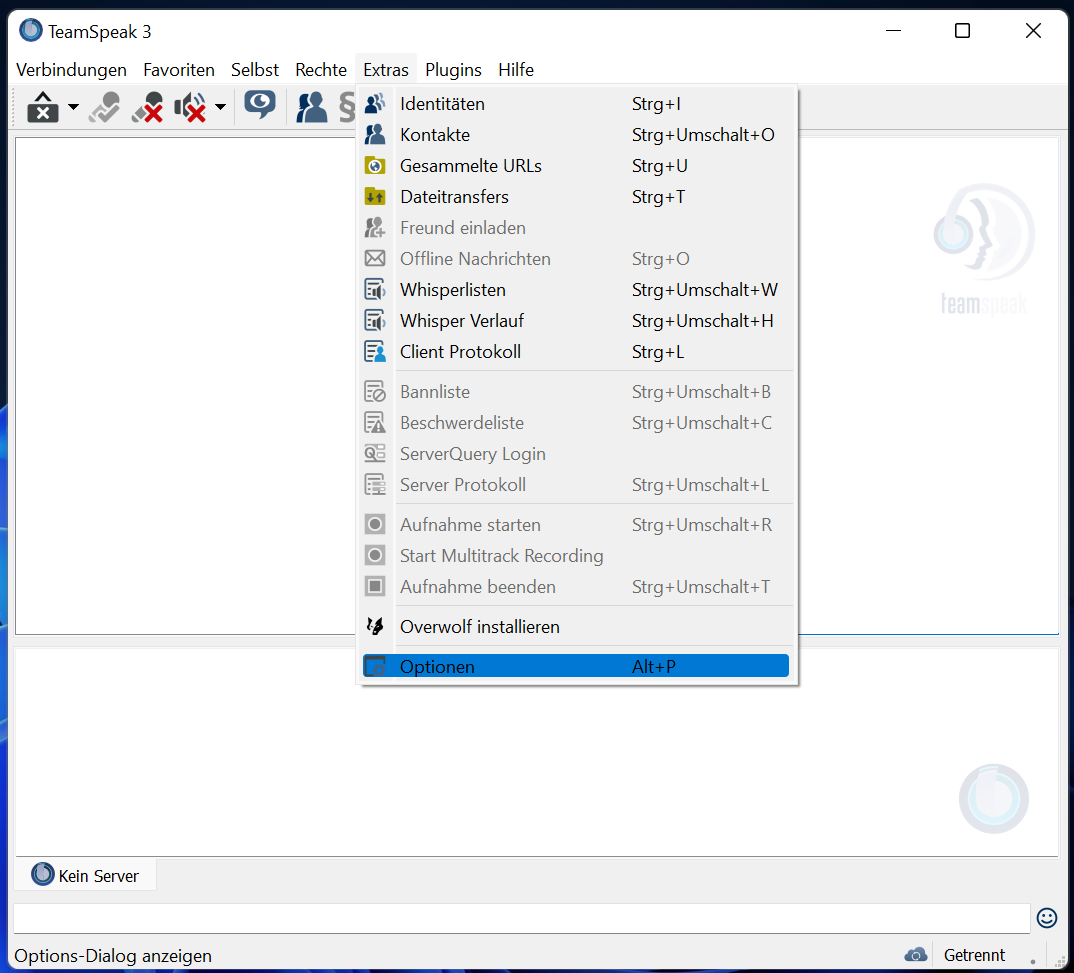 TeamSpeak 3
Verbindungen Favoriten Selbst Rechte Extras Plugins Hilfe
§
Identitäten Strg+I
Kontakte Strg+Umschalt+O
Gesammelte URLs Strg+U
Dateitransfers Strg+T
Freund einladen
Offline Nachrichten Strg+O
Whisperlisten Strg+Umschalt+W
Whisper Verlauf Strg+Umschalt+H
Client Protokoll Strg+L
Bannliste Strg+Umschalt+B
Beschwerdeliste Strg+Umschalt+C
ServerQuery Login
Server Protokoll Strg+Umschalt+L
Aufnahme starten Strg+Umschalt+R
Start Multitrack Recording
Aufnahme beenden Strg+Umschalt+T
Overwolf installieren
Optionen Alt+P
teamspeak
Kein Server
Options-Dialog anzeigen Getrennt